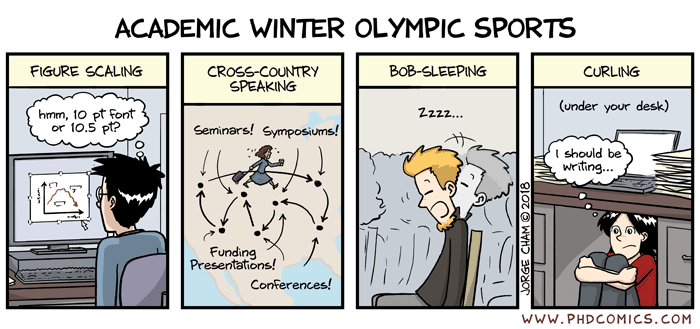 ACADEMIC WINTER OLYMPIC SPORTS
FIGURE SCALING
hmm, 10 pt font
or 10.5 pt?
CROSS-COUNTRY
SPEAKING
Seminars! Symposiums!
Funding
Presentations!
Conferences!
BOB-SLEEPING
Zzzz...
CURLING
(under your desk)
I should be
writing...
JORGE CHAM © 2018
WWW.PHDCOMICS.COM